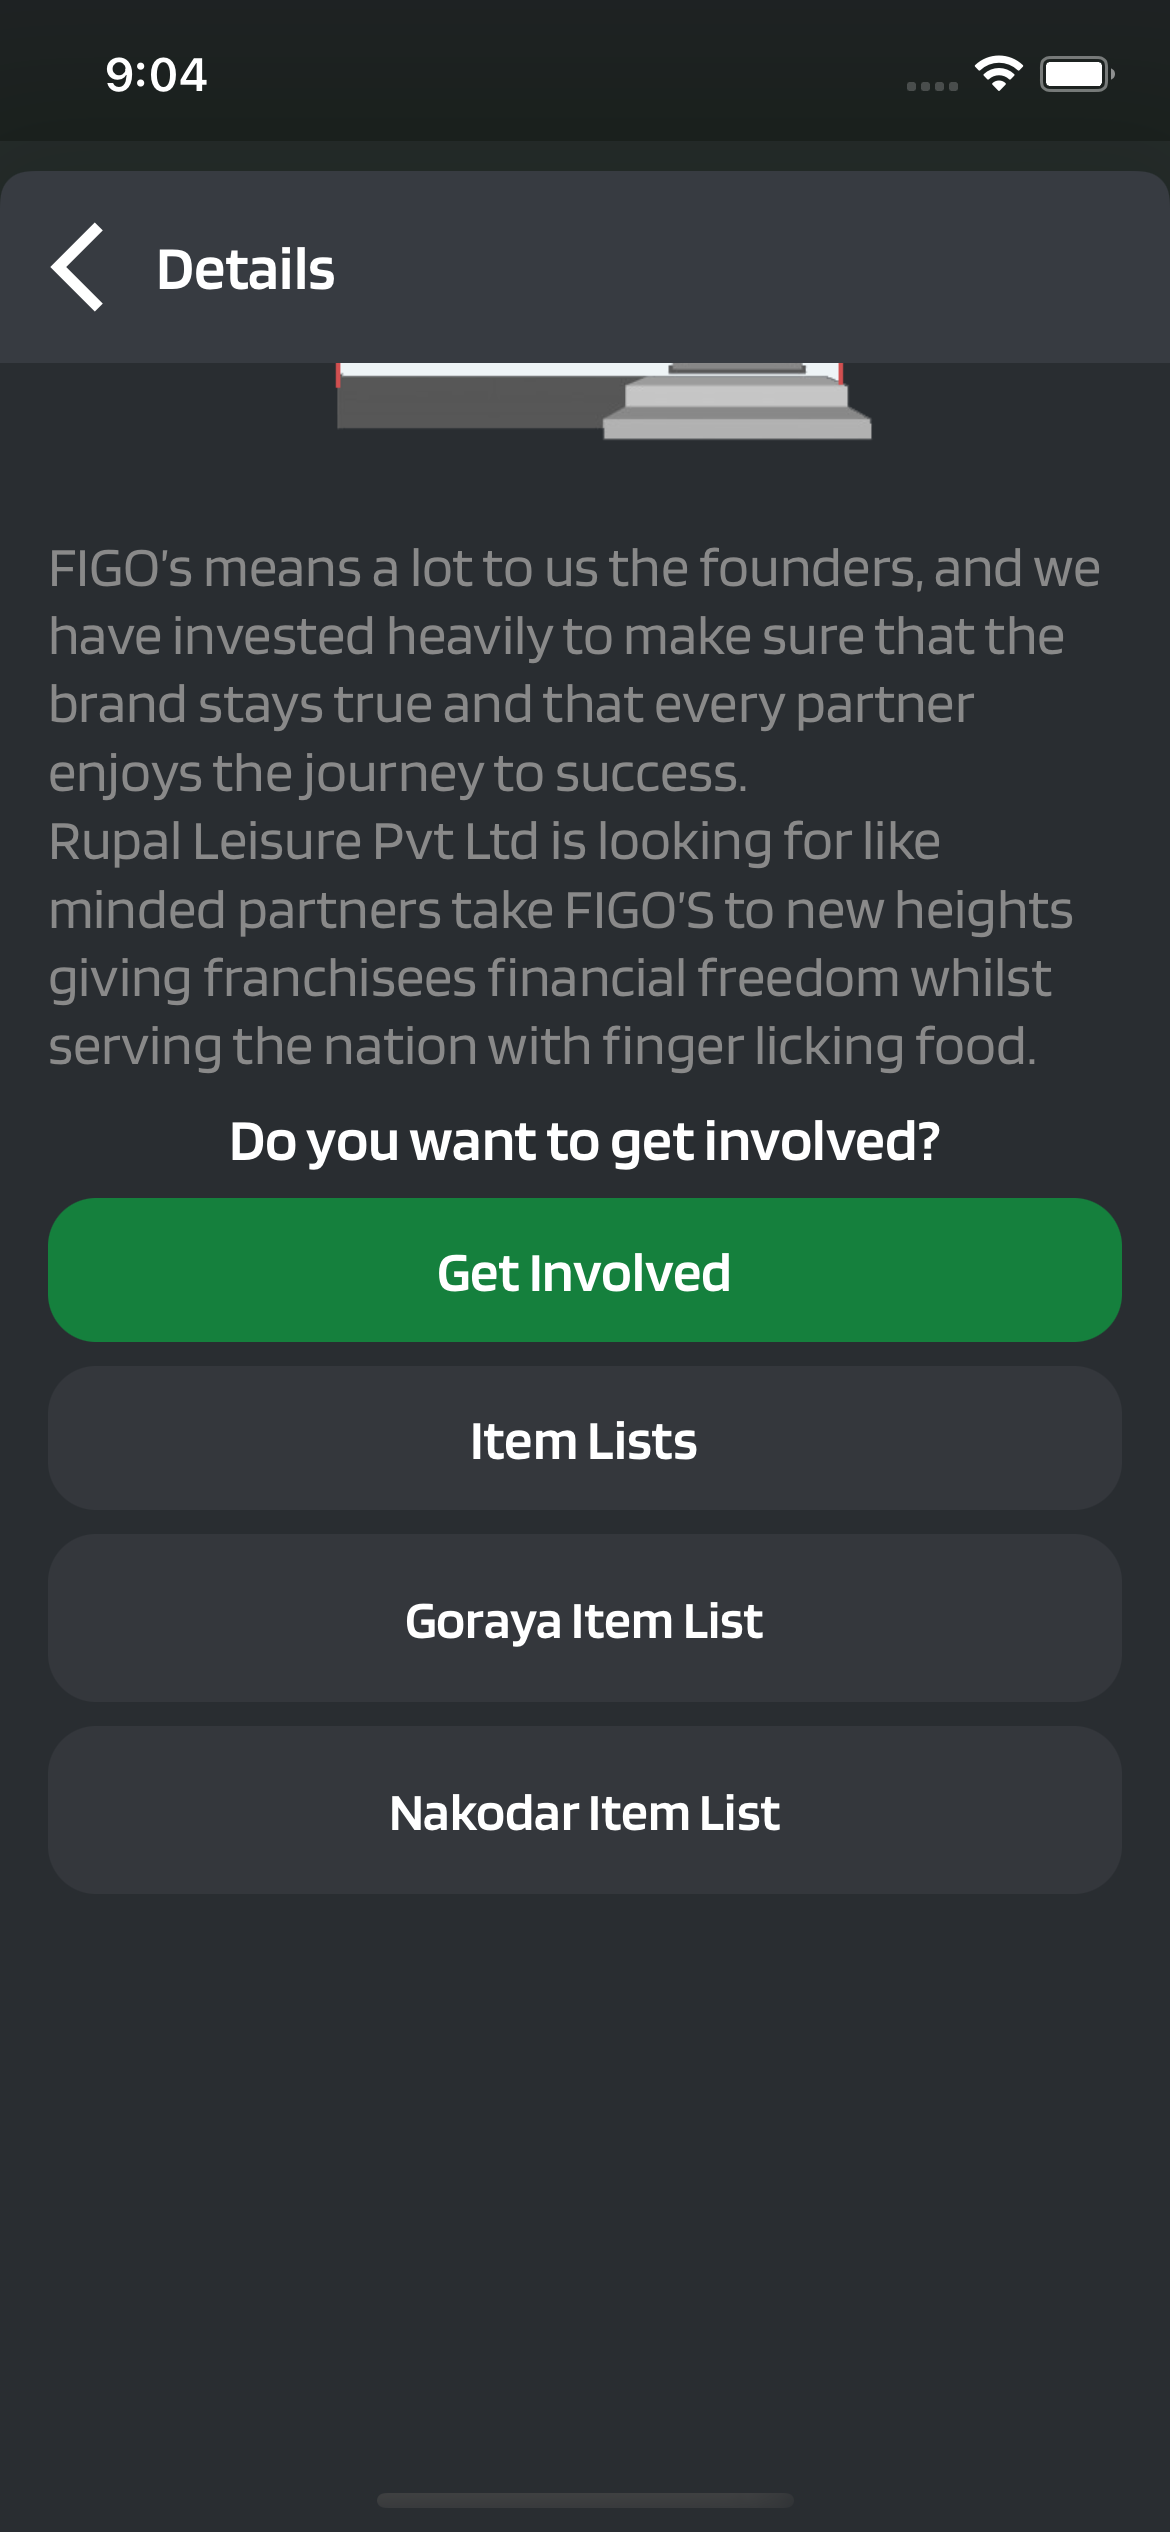 9:04
Details
FIGO's means a lot to us the founders, and we
have invested heavily to make sure that the
brand stays true and that every partner
enjoys the journey to success.
Rupal Leisure Pvt Ltd is looking for like
minded partners take FIGO'S to new heights
giving franchisees financial freedom whilst
serving the nation with finger licking food.
Do you want to get involved?
Get Involved
Item Lists
Goraya Item List
Nakodar Item List